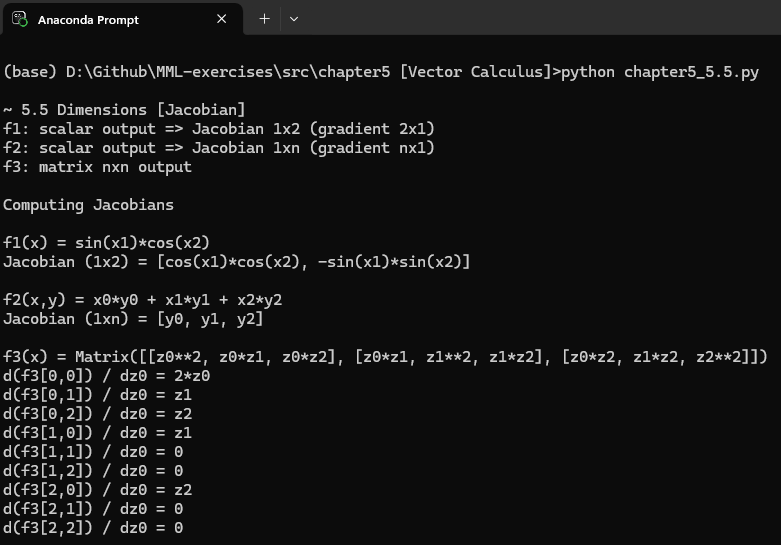 Anaconda Prompt
(base) D:\Github\MML-exercises\src\chapter5 [Vector Calculus]>python chapter5_5.5.py
~ 5.5 Dimensions [Jacobian]
f1: scalar output => Jacobian 1x2 (gradient 2x1)
f2: scalar output => Jacobian 1xn (gradient nx1)
f3: matrix nxn output
Computing Jacobians
f1(x) = sin(x1)*cos(x2)
Jacobian (1x2) = [cos(x1)*cos(x2), -sin(x1)*sin(x2)]
f2(x,y) = x0*y0 + x1*y1 + x2*y2
Jacobian (1xn) = [y0, y1, y2]
f3(x) = Matrix([[z0**2, z0*z1, z0*z2], [z0*z1, z1**2, z1*z2], [z0*z2, z1*z2, z2**2]])
d(f3[0,0]) / dz0 = 2*z0
d(f3[0,1]) / dz0 = z1
d(f3[0,2]) / dz0 = z2
d(f3[1,0]) / dz0 = z1
d(f3[1,1]) / dz0 = 0
d(f3[1,2]) / dz0 = 0
d(f3[2,0]) / dz0 = z2
d(f3[2,1]) / dz0 = 0
d(f3[2,2]) / dz0 = 0